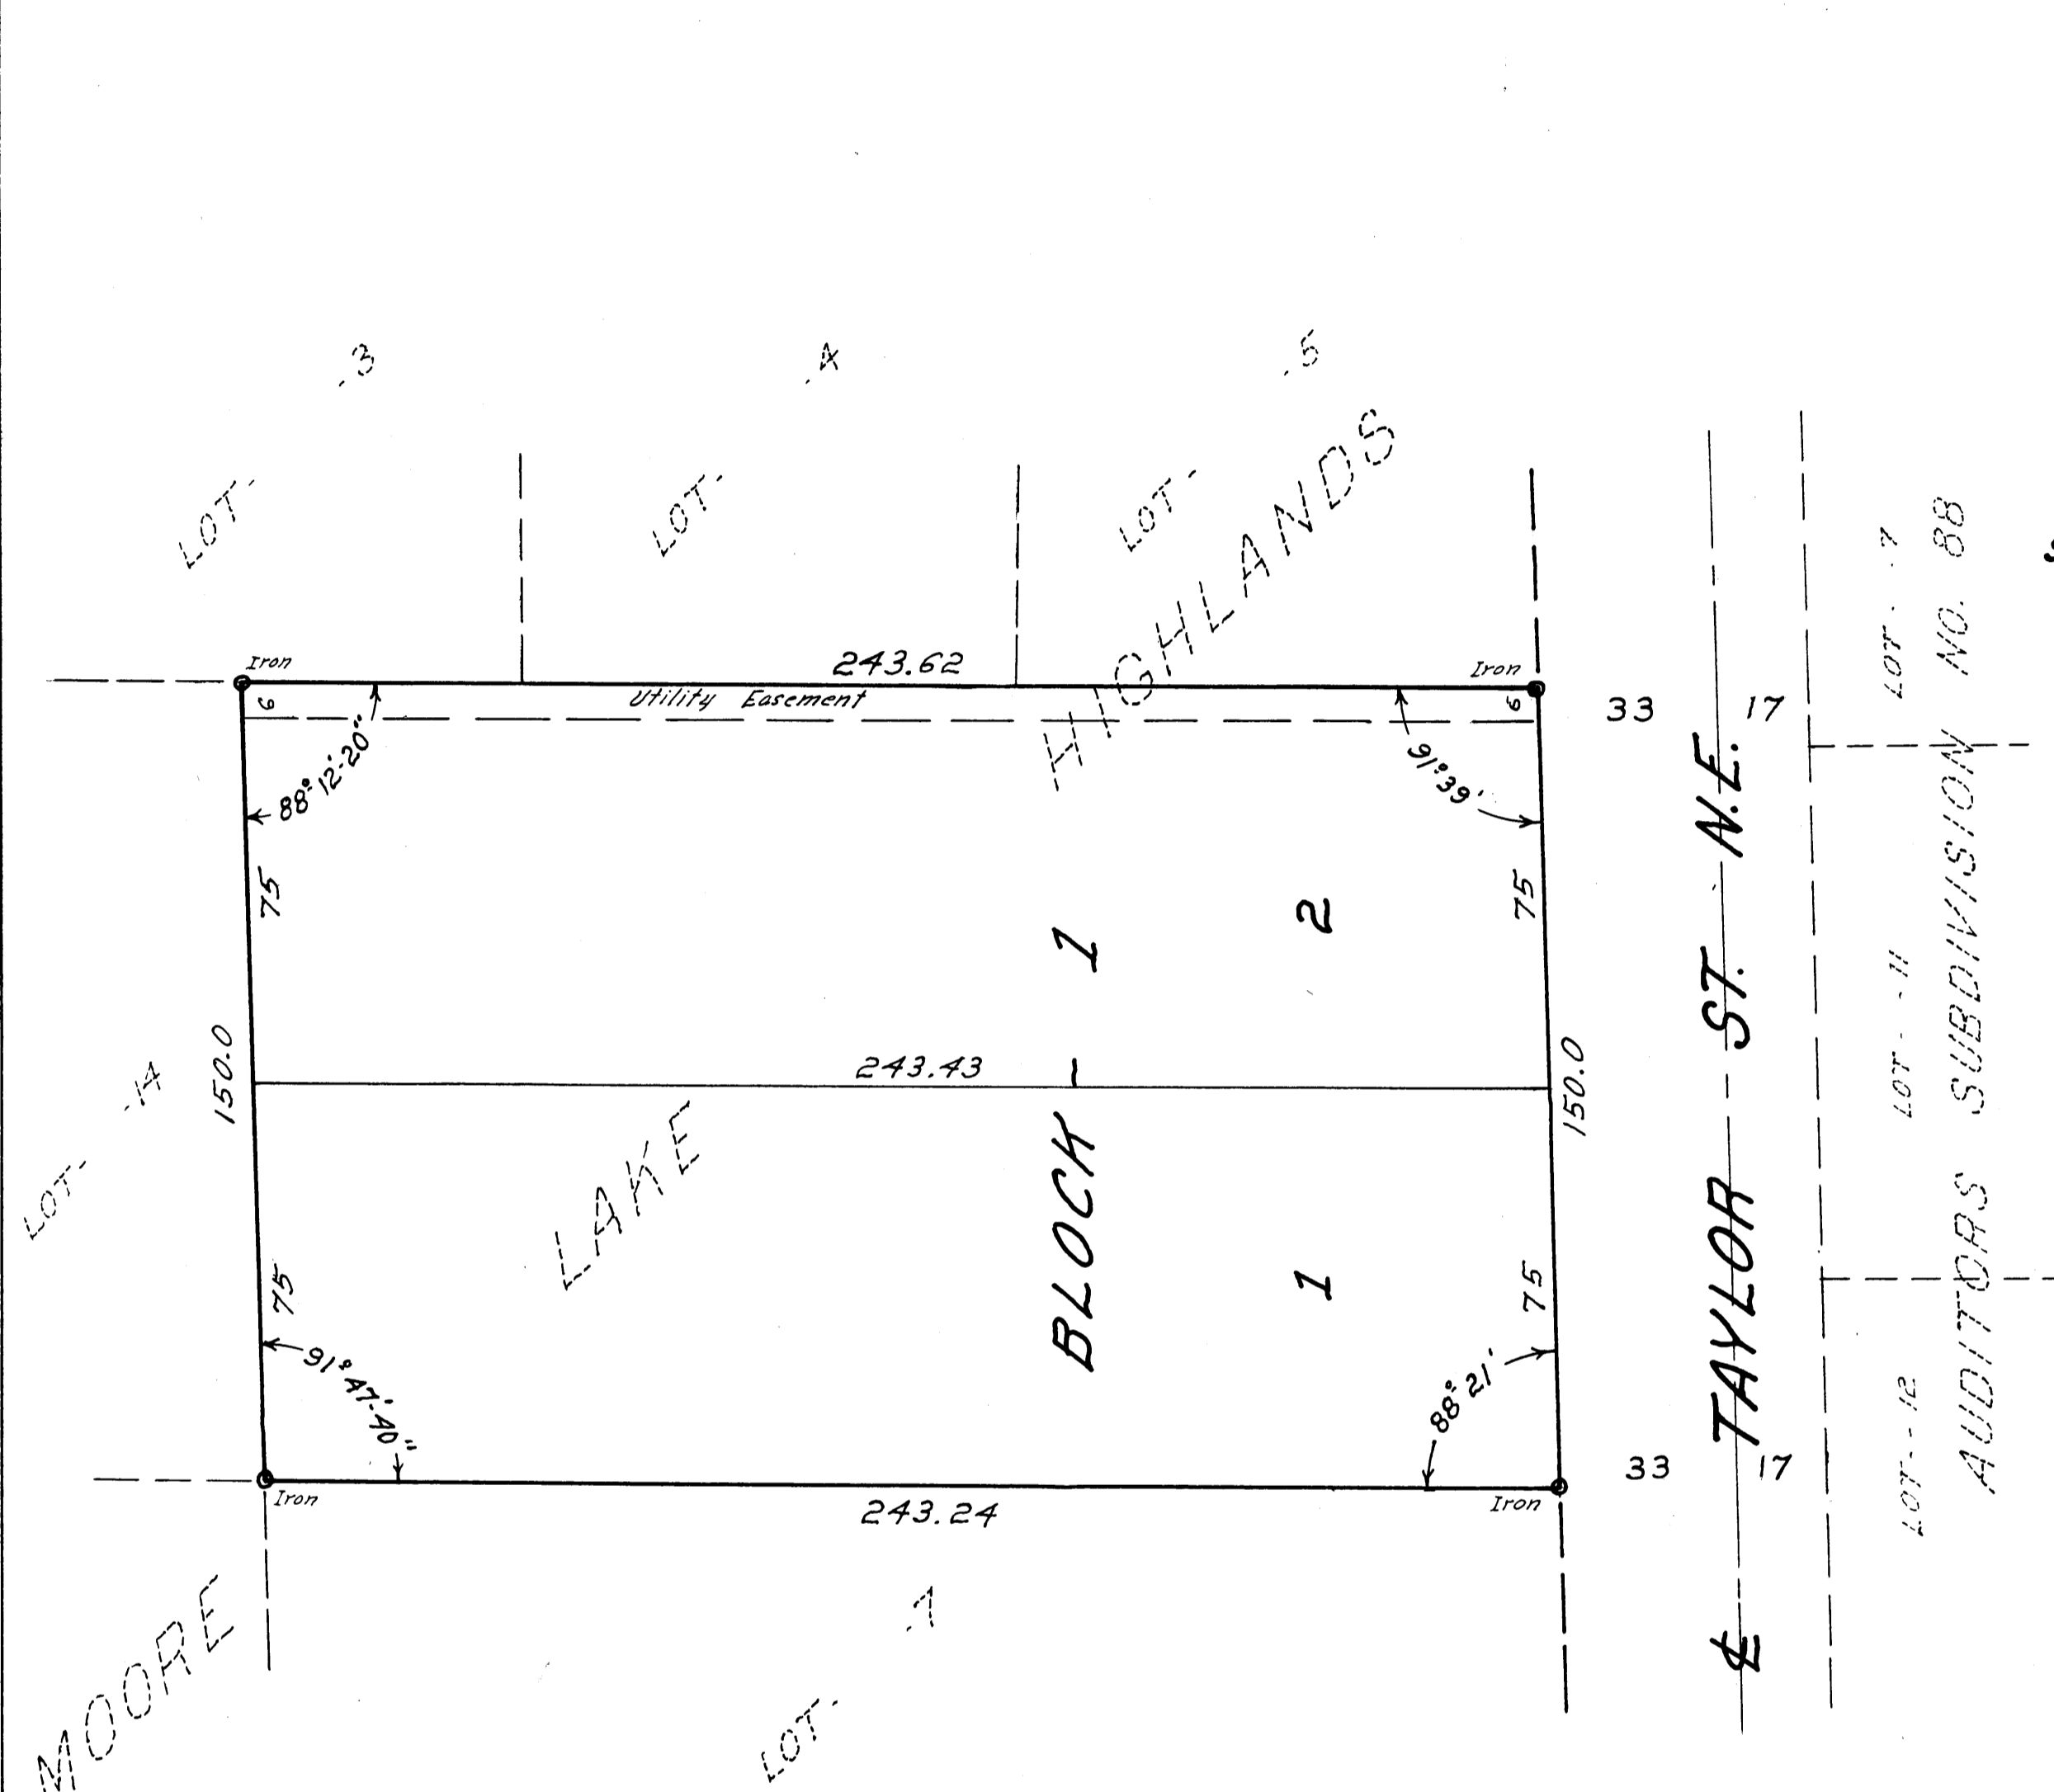 LOT- -3
LOT- -4
LOT- -5
MOORE LAKE HIGHLANDS
Iron
243.62
Iron
6
Utility Easement
6
33
17
88°-12'-20"
91°39'
75
75
BLOCK - 1
2
150.0
243.43
150.0
LOT- -14
75
1
75
91°47'-40"
88°21'
Iron
243.24
Iron
33
17
LOT- -7
℄ TAYLOR ST. N.E.
LOT - - 7
LOT - - 11
LOT - - 12
AUDITORS SUBDIVISION NO. 88